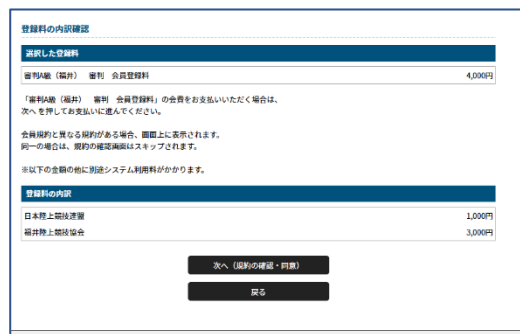 登録料の内訳確認
選択した登録料
審判A級（福井）　審判　会員登録料 4,000円
「審判A級（福井）　審判　会員登録料」の会費をお支払いいただく場合は、
次へ を押してお支払いに進んでください。
会員規約と異なる規約がある場合、画面上に表示されます。
同一の場合は、規約の確認画面はスキップされます。
※以下の金額の他に別途システム利用料がかかります。
登録料の内訳
日本陸上競技連盟 1,000円
福井陸上競技協会 3,000円
次へ（規約の確認・同意）
戻る